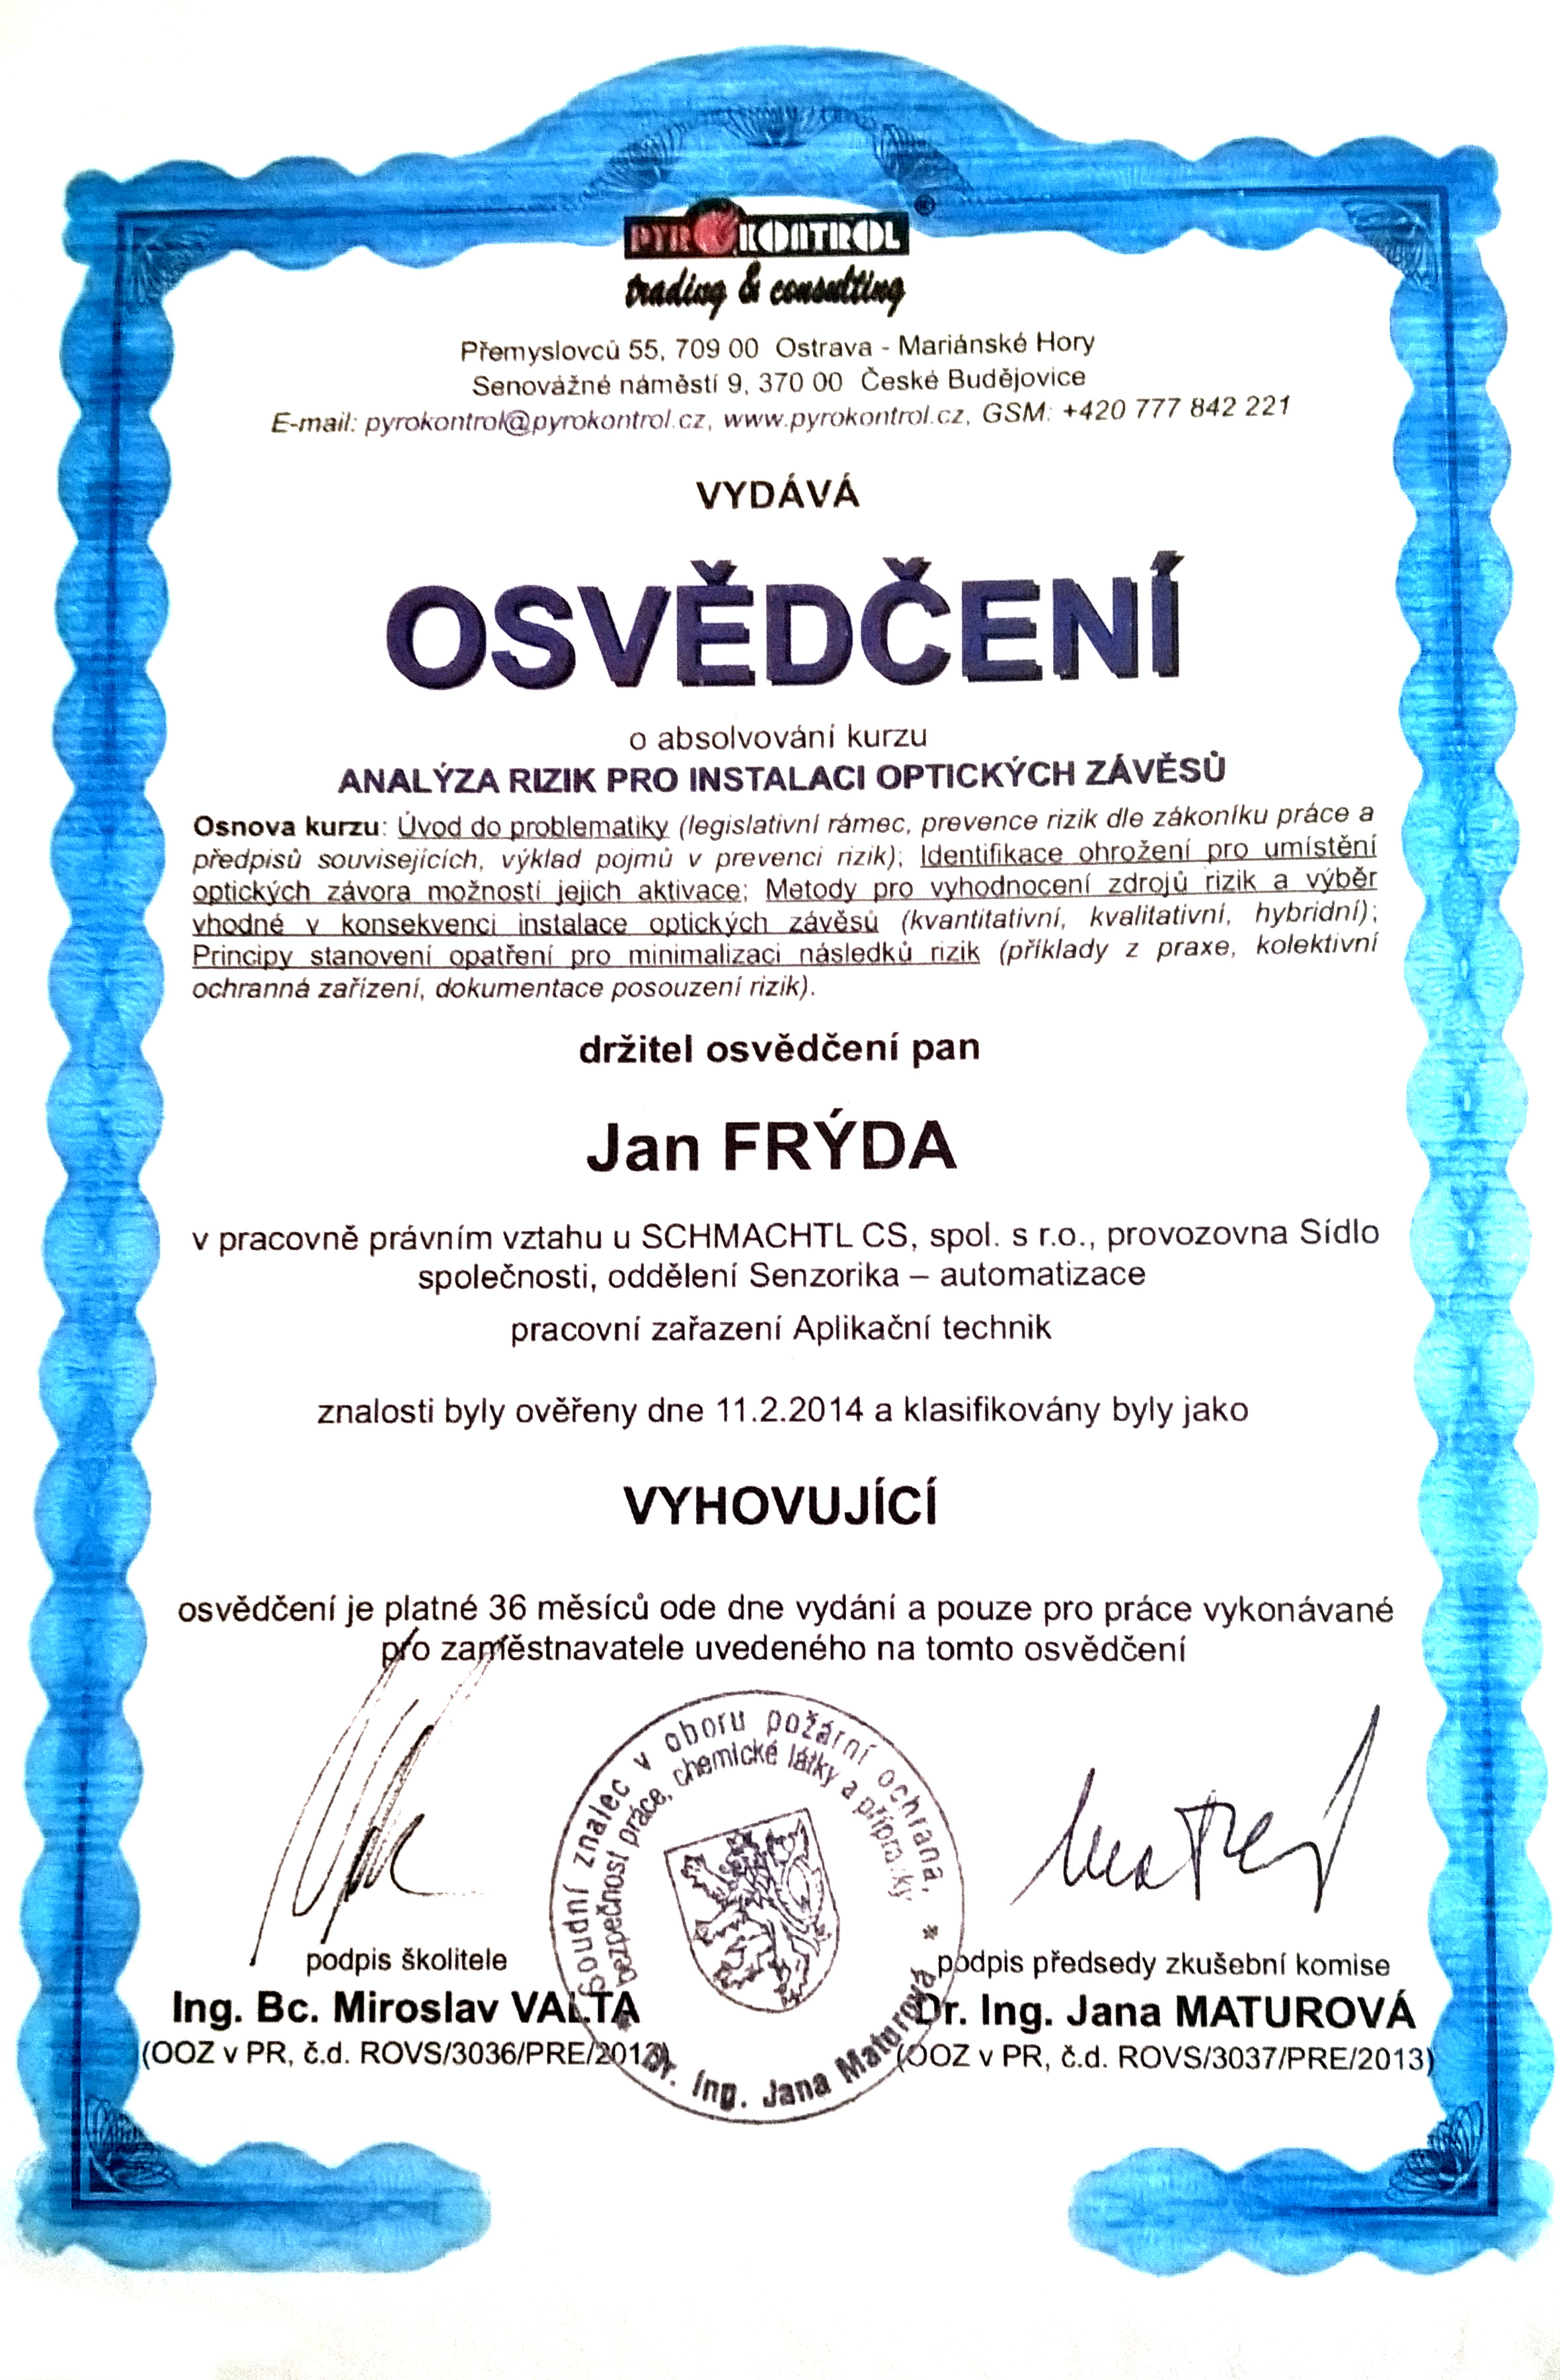 PYROKONTROL ®
trading & consulting
Přemyslovců 55, 709 00 Ostrava - Mariánské Hory
Senovážné náměstí 9, 370 00 České Budějovice
E-mail: pyrokontrol@pyrokontrol.cz, www.pyrokontrol.cz, GSM: +420 777 842 221
VYDÁVÁ
OSVĚDČENÍ
o absolvování kurzu
ANALÝZA RIZIK PRO INSTALACI OPTICKÝCH ZÁVĚSŮ
Osnova kurzu: Úvod do problematiky (legislativní rámec, prevence rizik dle zákoníku práce a
předpisů souvisejících, výklad pojmů v prevenci rizik); Identifikace ohrožení pro umístění
optických závora možností jejich aktivace; Metody pro vyhodnocení zdrojů rizik a výběr
vhodné v konsekvenci instalace optických závěsů (kvantitativní, kvalitativní, hybridní);
Principy stanovení opatření pro minimalizaci následků rizik (příklady z praxe, kolektivní
ochranná zařízení, dokumentace posouzení rizik).
držitel osvědčení pan
Jan FRÝDA
v pracovně právním vztahu u SCHMACHTL CS, spol. s r.o., provozovna Sídlo
společnosti, oddělení Senzorika – automatizace
pracovní zařazení Aplikační technik
znalosti byly ověřeny dne 11.2.2014 a klasifikovány byly jako
VYHOVUJÍCÍ
osvědčení je platné 36 měsíců ode dne vydání a pouze pro práce vykonávané
pro zaměstnavatele uvedeného na tomto osvědčení
Soudní znalec v oboru požární ochrana,
bezpečnost práce, chemické látky a přípravky
* Dr. Ing. Jana Maturová *
podpis školitele
Ing. Bc. Miroslav VALTA
(OOZ v PR, č.d. ROVS/3036/PRE/2013)
podpis předsedy zkušební komise
Dr. Ing. Jana MATUROVÁ
(OOZ v PR, č.d. ROVS/3037/PRE/2013)